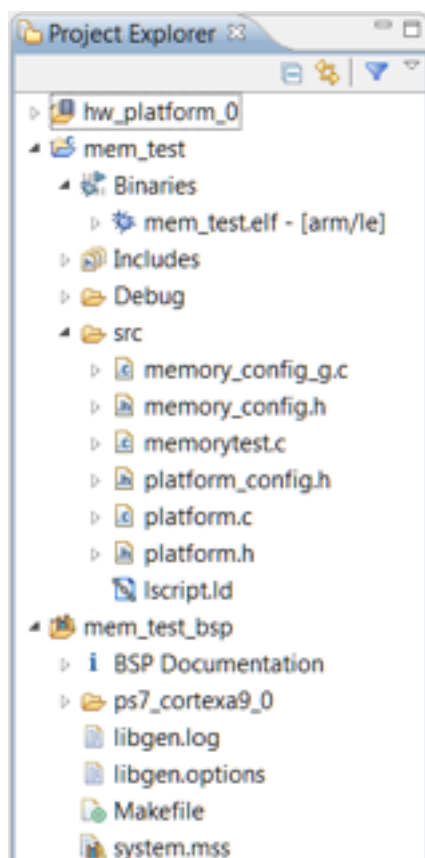 Project Explorer
hw_platform_0
mem_test
Binaries
mem_test.elf - [arm/le]
Includes
Debug
src
memory_config_g.c
memory_config.h
memorytest.c
platform_config.h
platform.c
platform.h
lscript.ld
mem_test_bsp
BSP Documentation
ps7_cortexa9_0
libgen.log
libgen.options
Makefile
system.mss